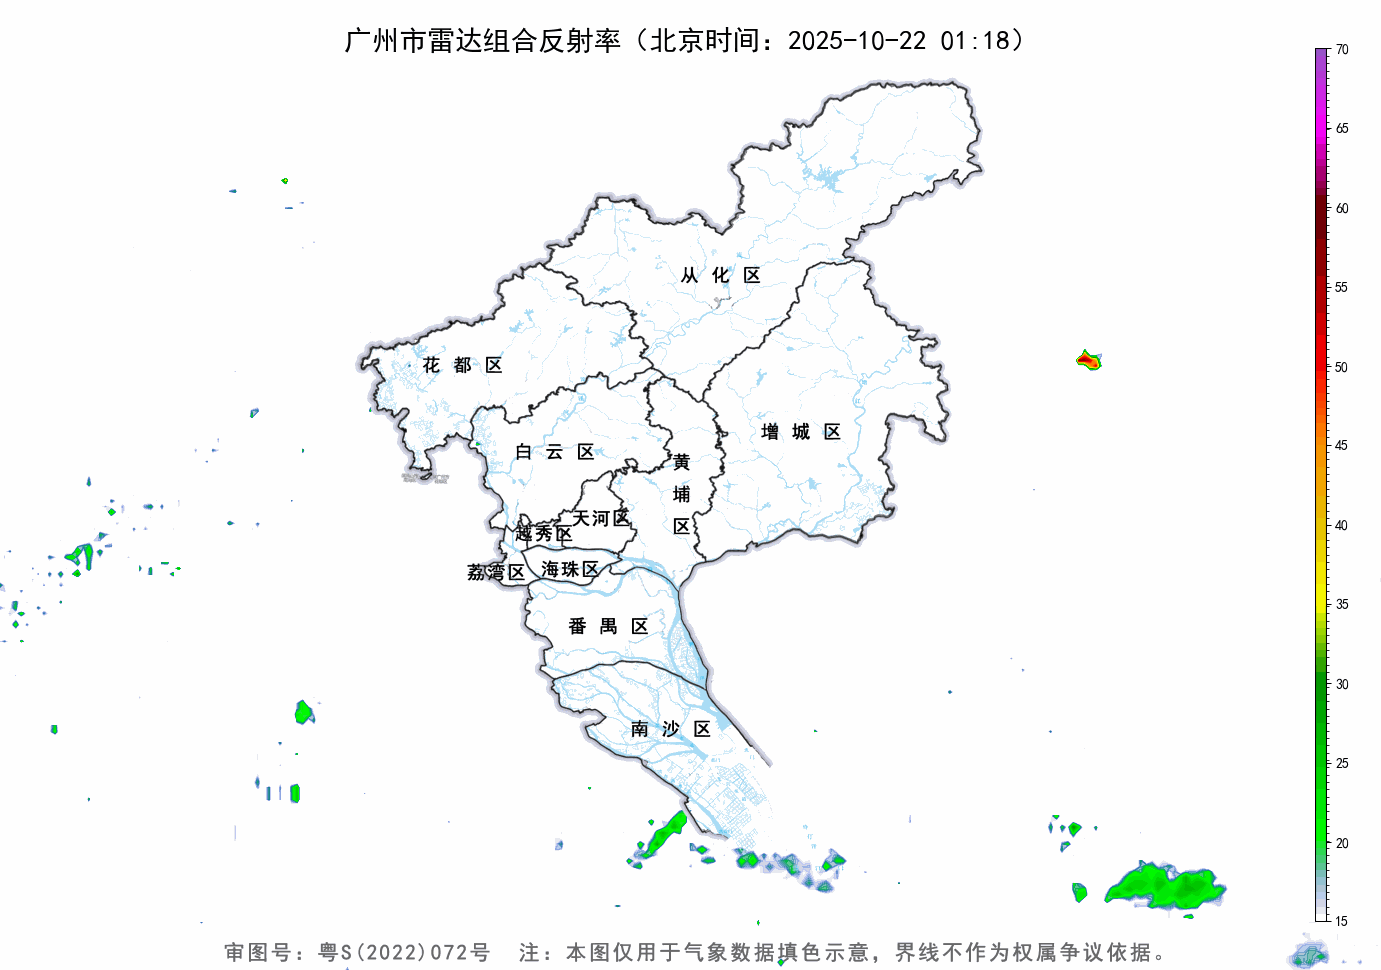 广州市雷达组合反射率（北京时间：2025-10-22 01:18）
70
65
60
55
50
45
40
35
30
25
20
15
从化区
花都区
增城区
白云区
黄埔区
天河区
越秀区
荔湾区
海珠区
番禺区
南沙区
审图号：粤S(2022)072号 注：本图仅用于气象数据填色示意，界线不作为权属争议依据。